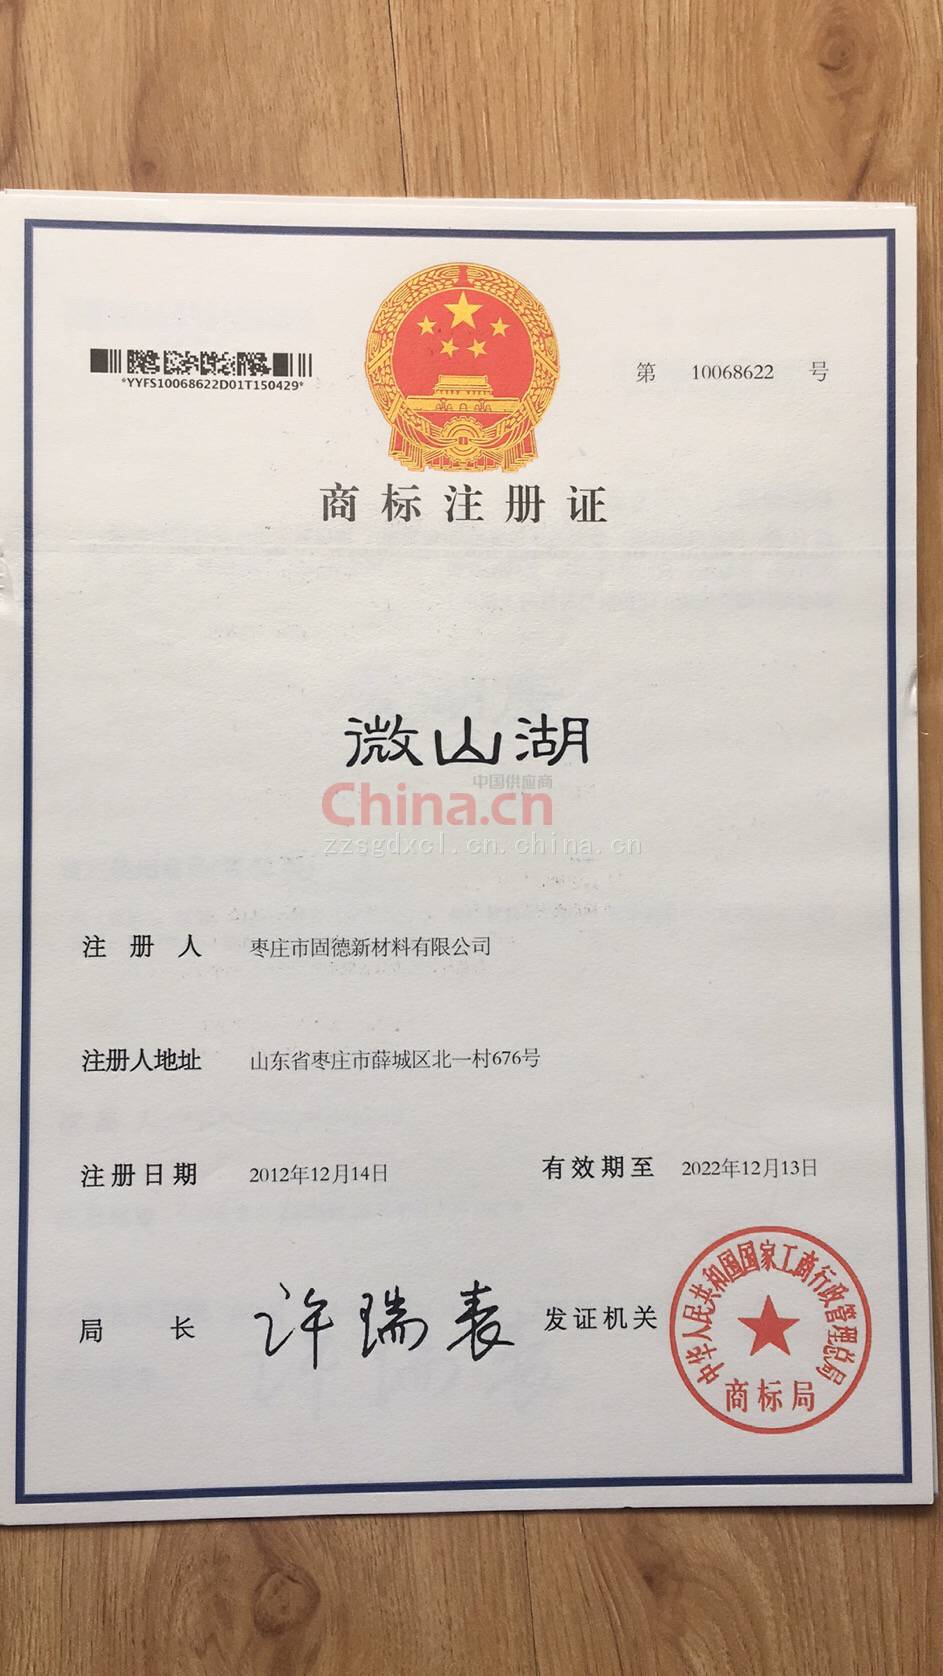 *YYFS10068622D01T150429*
第 10068622 号
商标注册证
微山湖
中国供应商
China.cn
zzsgdxcl.cn.china.cn
注册人 枣庄市固德新材料有限公司
注册人地址 山东省枣庄市薛城区北一村676号
注册日期 2012年12月14日 有效期至 2022年12月13日
局长 许瑞表 发证机关
中华人民共和国国家工商行政管理总局
商标局